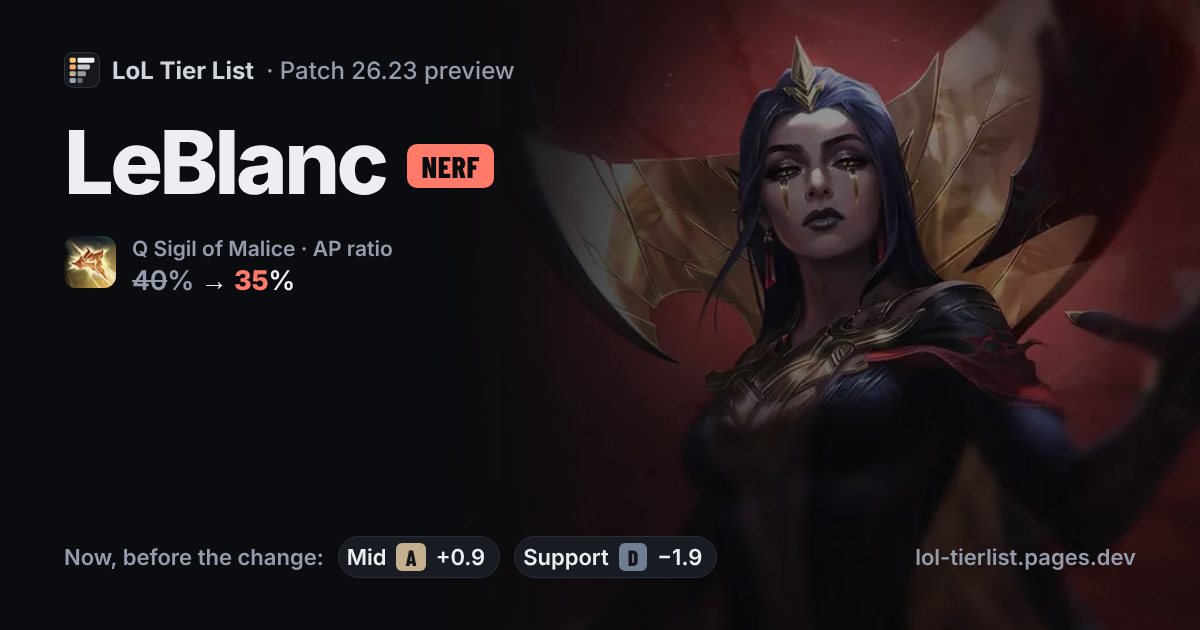 LoL Tier List · Patch 26.23 preview
LeBlanc NERF
Q Sigil of Malice · AP ratio
40% → 35%
Now, before the change: Mid A +0.9 Support D −1.9
lol-tierlist.pages.dev